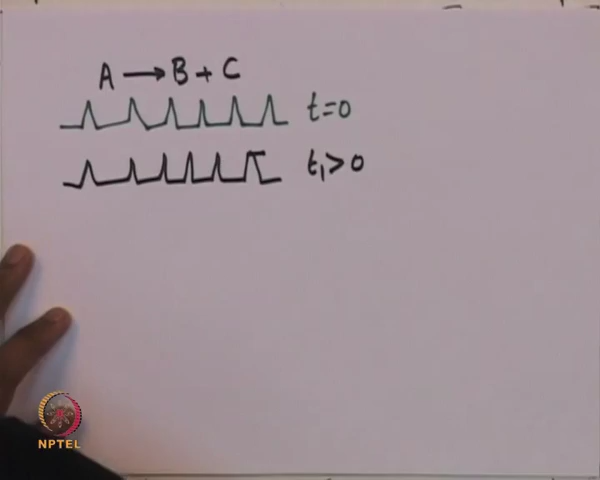 A → B + C
t=0
t₁>0
NPTEL